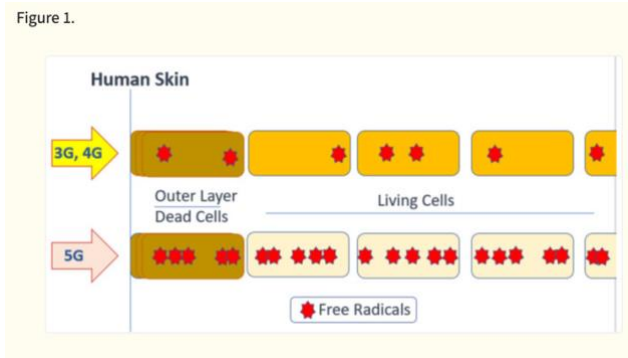 Figure 1.
Human Skin
3G, 4G
Outer Layer
Dead Cells
Living Cells
5G
Free Radicals